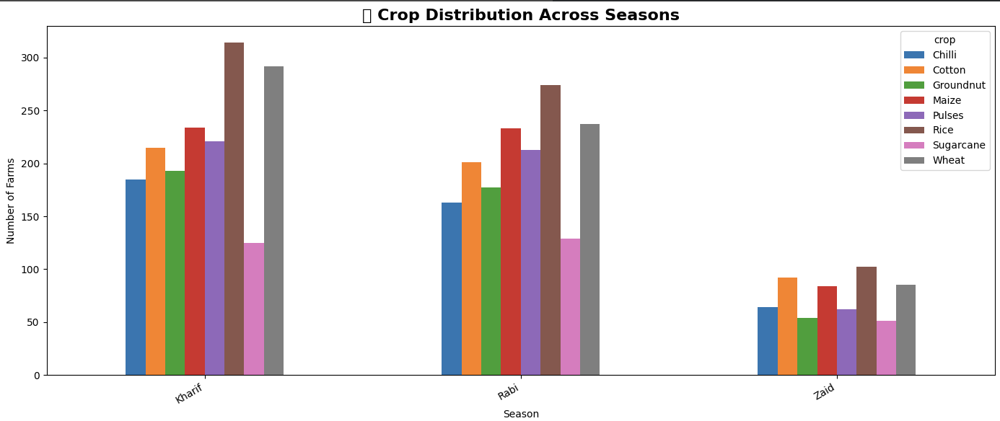 Crop Distribution Across Seasons
Number of Farms
300
250
200
150
100
50
0
crop
Chilli
Cotton
Groundnut
Maize
Pulses
Rice
Sugarcane
Wheat
Kharif
Rabi
Zaid
Season